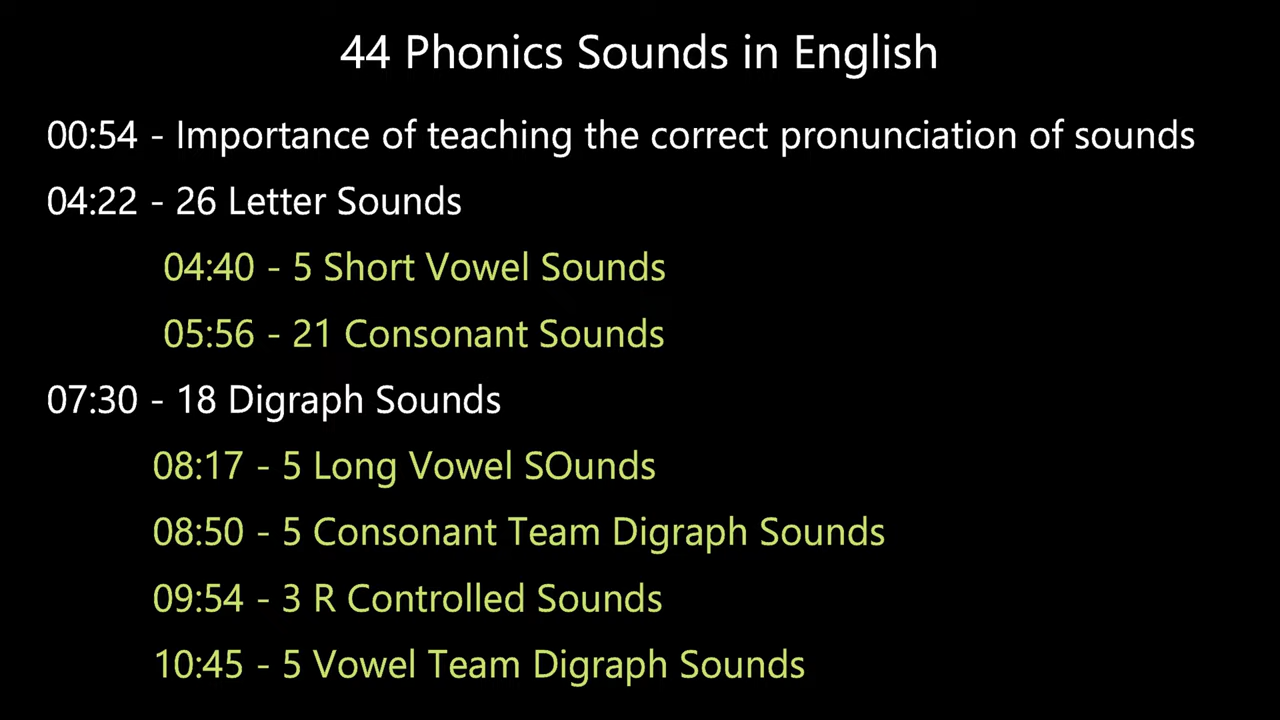 44 Phonics Sounds in English
00:54 - Importance of teaching the correct pronunciation of sounds
04:22 - 26 Letter Sounds
04:40 - 5 Short Vowel Sounds
05:56 - 21 Consonant Sounds
07:30 - 18 Digraph Sounds
08:17 - 5 Long Vowel SOunds
08:50 - 5 Consonant Team Digraph Sounds
09:54 - 3 R Controlled Sounds
10:45 - 5 Vowel Team Digraph Sounds